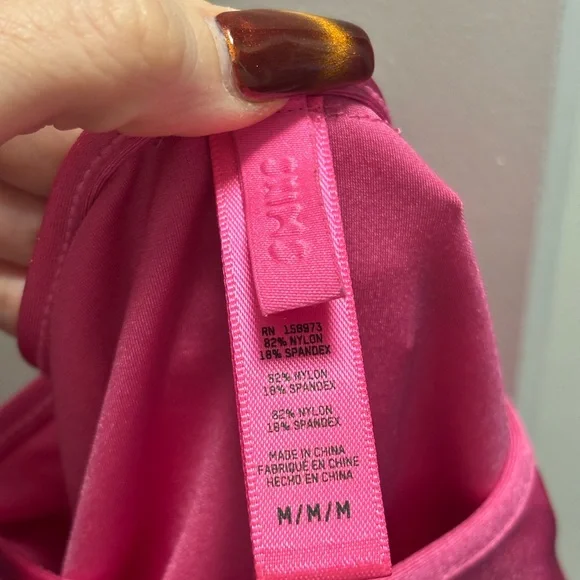 SKIMS
RN 158973
82% NYLON
18% SPANDEX
82% NYLON
18% SPANDEX
82% NYLON
18% SPANDEX
MADE IN CHINA
FABRIQUÉ EN CHINE
HECHO EN CHINA
M/M/M